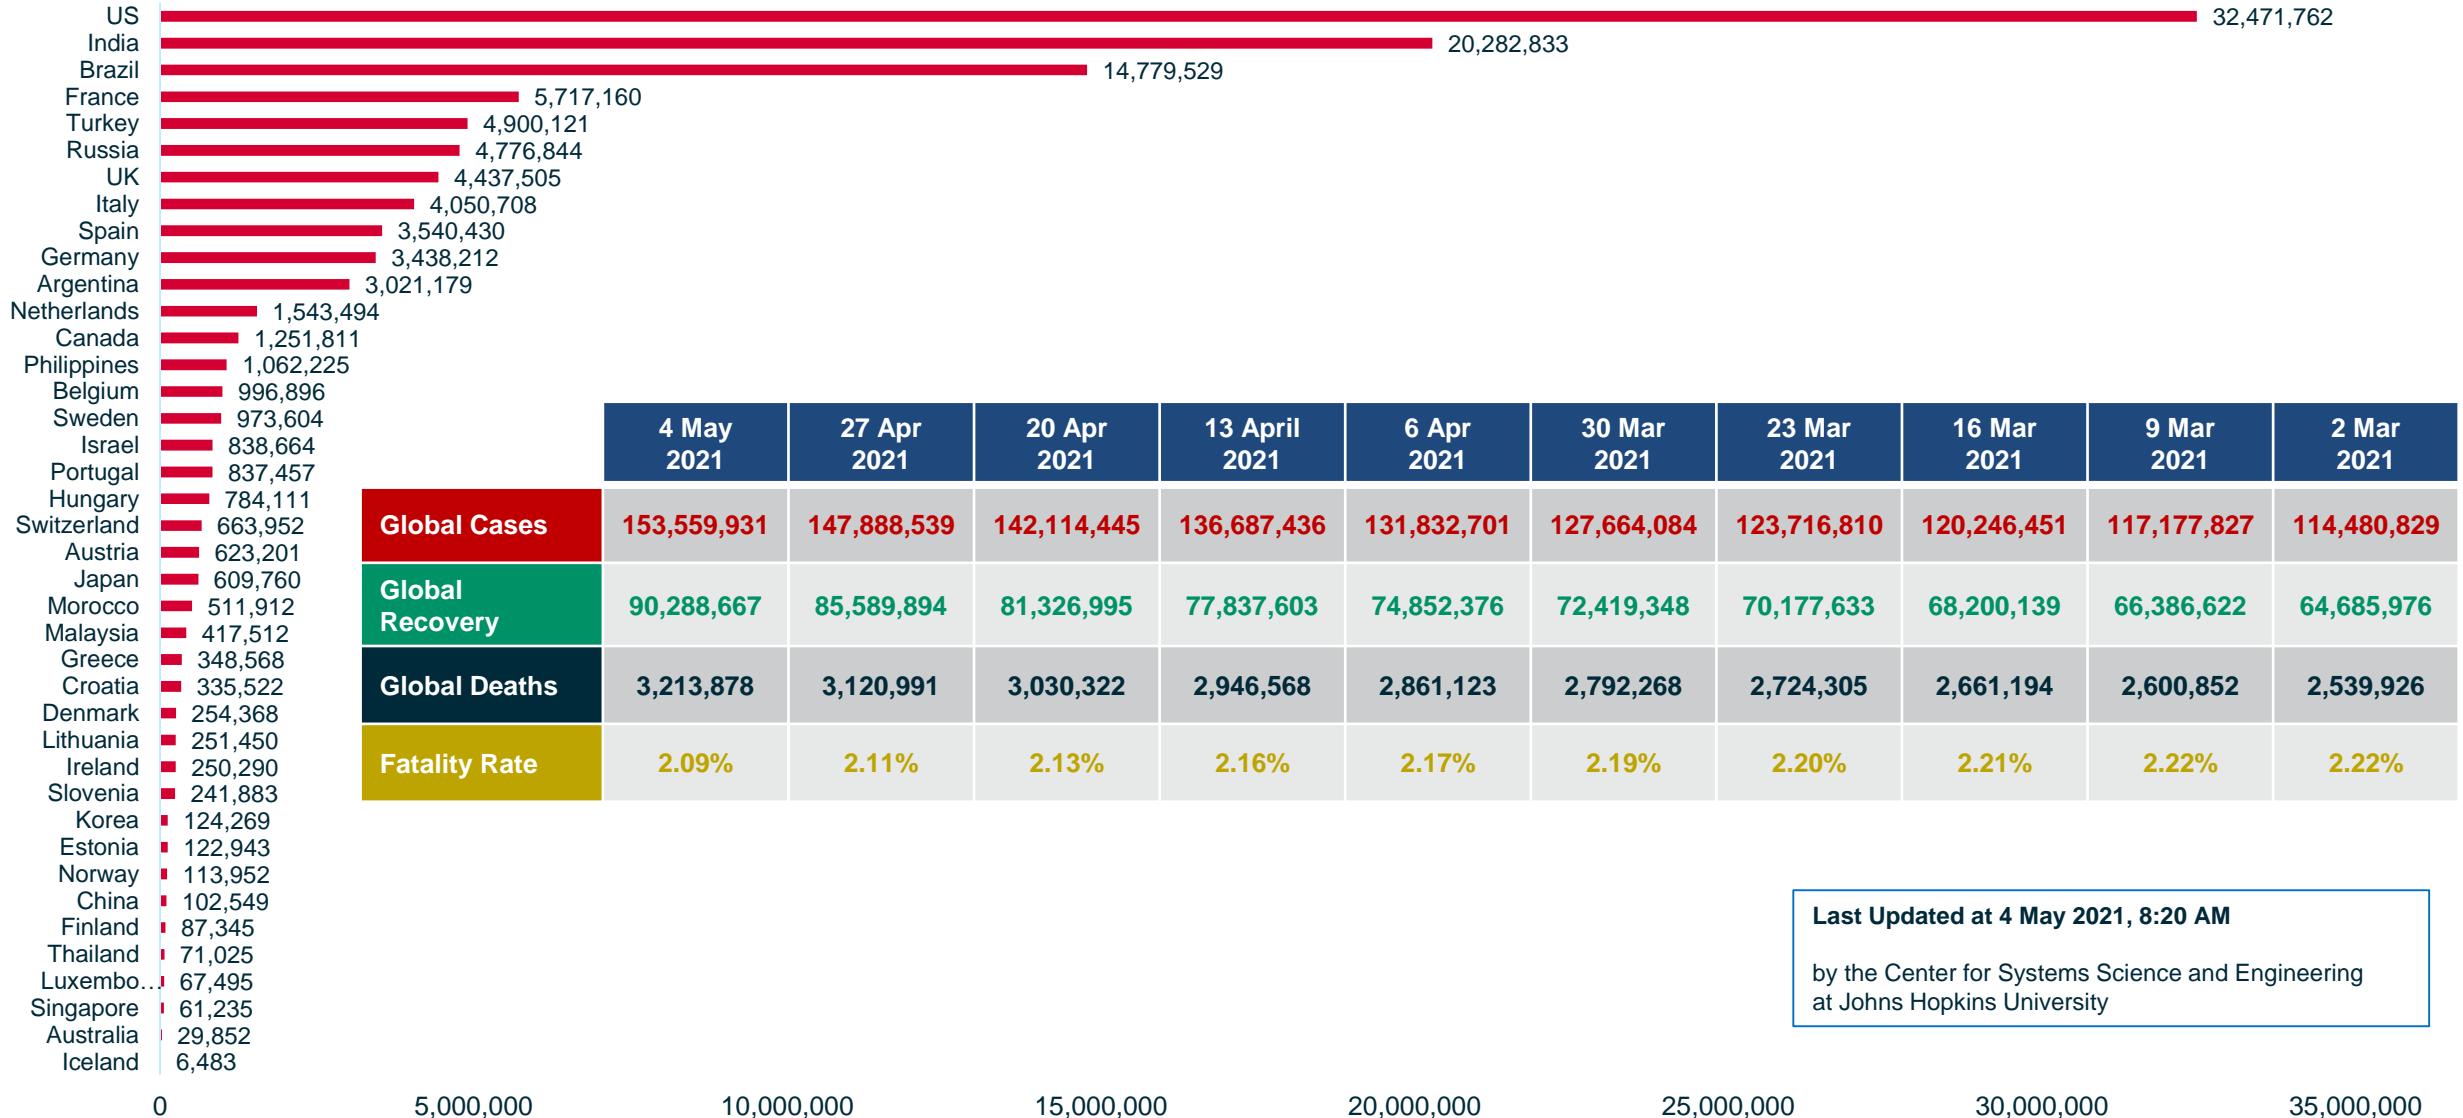 US 32,471,762
India 20,282,833
Brazil 14,779,529
France 5,717,160
Turkey 4,900,121
Russia 4,776,844
UK 4,437,505
Italy 4,050,708
Spain 3,540,430
Germany 3,438,212
Argentina 3,021,179
Netherlands 1,543,494
Canada 1,251,811
Philippines 1,062,225
Belgium 996,896
Sweden 973,604
Israel 838,664
Portugal 837,457
Hungary 784,111
Switzerland 663,952
Austria 623,201
Japan 609,760
Morocco 511,912
Malaysia 417,512
Greece 348,568
Croatia 335,522
Denmark 254,368
Lithuania 251,450
Ireland 250,290
Slovenia 241,883
Korea 124,269
Estonia 122,943
Norway 113,952
China 102,549
Finland 87,345
Thailand 71,025
Luxembo… 67,495
Singapore 61,235
Australia 29,852
Iceland 6,483
0 5,000,000 10,000,000 15,000,000 20,000,000 25,000,000 30,000,000 35,000,000
4 May 27 Apr 20 Apr 13 April 6 Apr 30 Mar 23 Mar 16 Mar 9 Mar 2 Mar
2021 2021 2021 2021 2021 2021 2021 2021 2021 2021
Global Cases 153,559,931 147,888,539 142,114,445 136,687,436 131,832,701 127,664,084 123,716,810 120,246,451 117,177,827 114,480,829
Global
Recovery 90,288,667 85,589,894 81,326,995 77,837,603 74,852,376 72,419,348 70,177,633 68,200,139 66,386,622 64,685,976
Global Deaths 3,213,878 3,120,991 3,030,322 2,946,568 2,861,123 2,792,268 2,724,305 2,661,194 2,600,852 2,539,926
Fatality Rate 2.09% 2.11% 2.13% 2.16% 2.17% 2.19% 2.20% 2.21% 2.22% 2.22%
Last Updated at 4 May 2021, 8:20 AM
by the Center for Systems Science and Engineering
at Johns Hopkins University